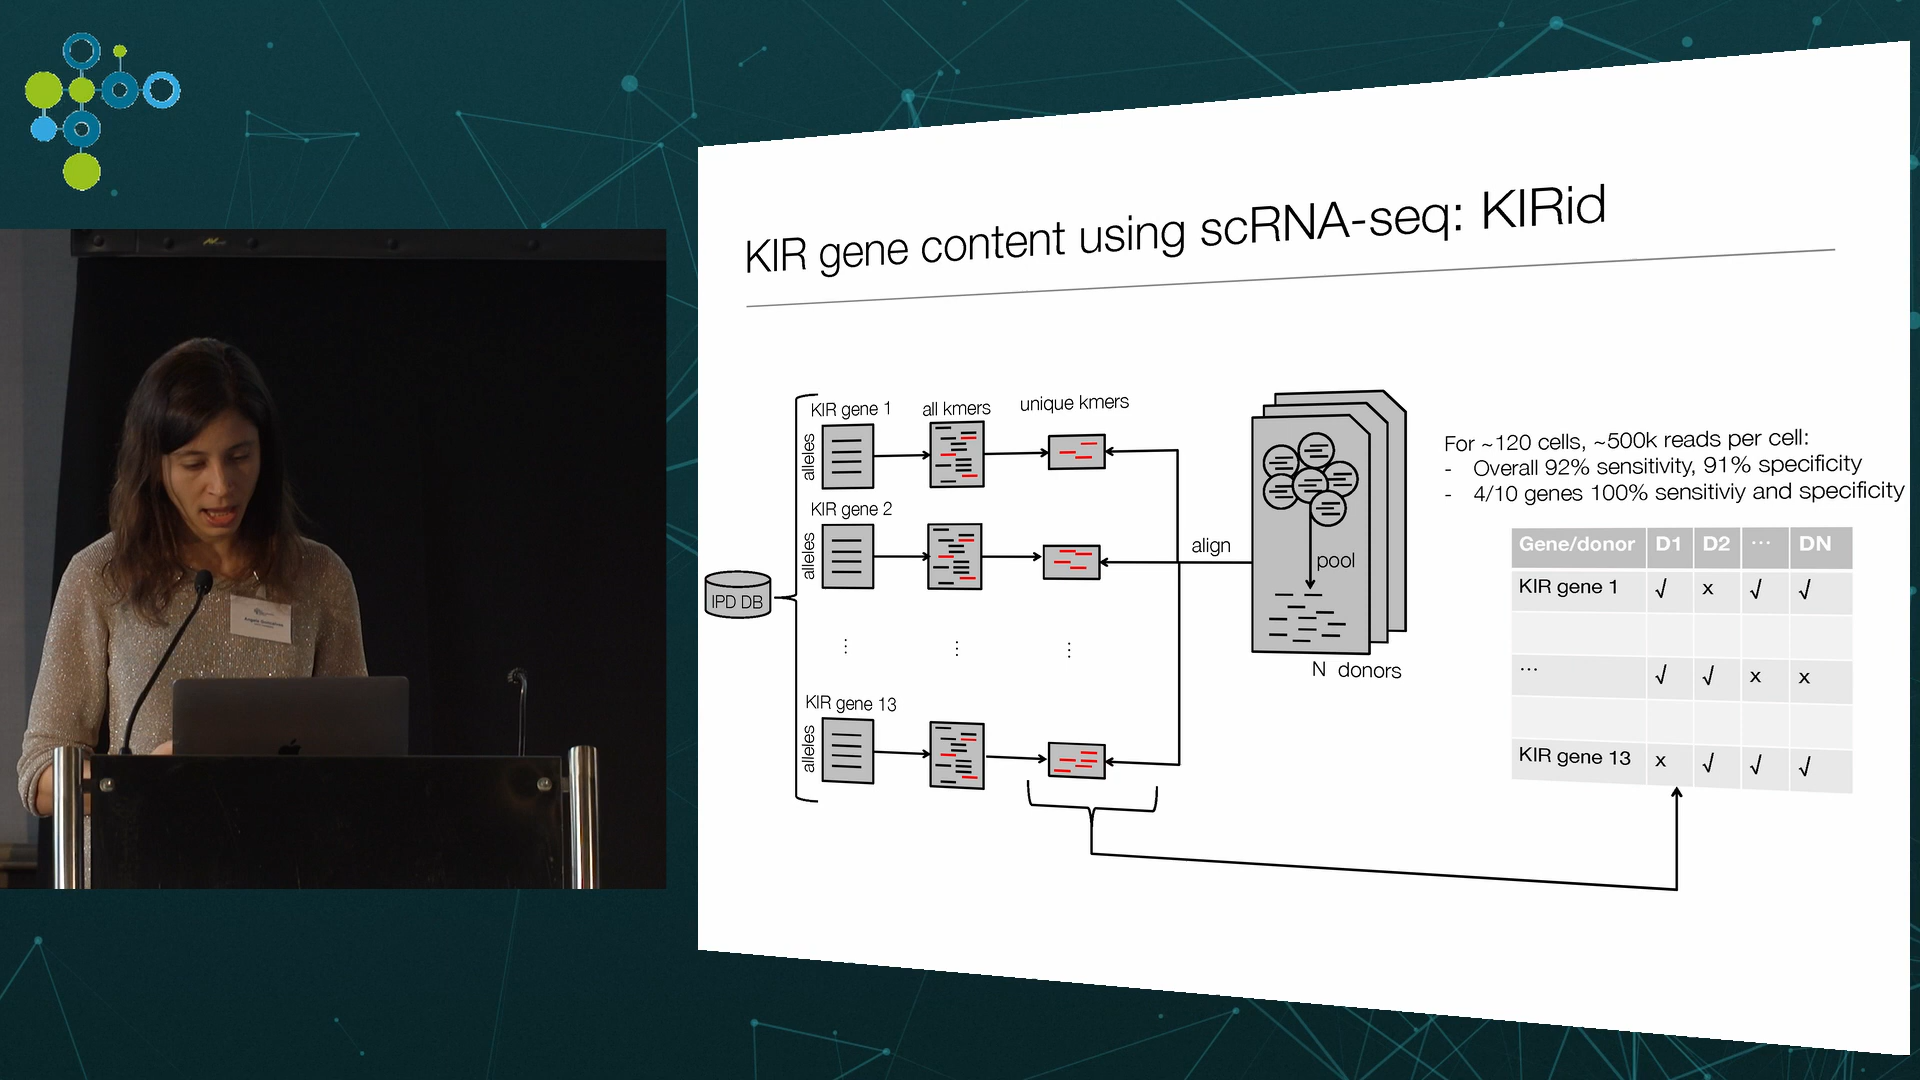 KIR gene content using scRNA-seq: KIRid
KIR gene 1
all kmers
unique kmers
alleles
KIR gene 2
alleles
IPD DB
⋮ ⋮ ⋮
KIR gene 13
alleles
align
pool
N donors
For ~120 cells, ~500k reads per cell:
- Overall 92% sensitivity, 91% specificity
- 4/10 genes 100% sensitiviy and specificity
Gene/donor D1 D2 ... DN
KIR gene 1 √ x √ √
... √ √ x x
KIR gene 13 x √ √ √